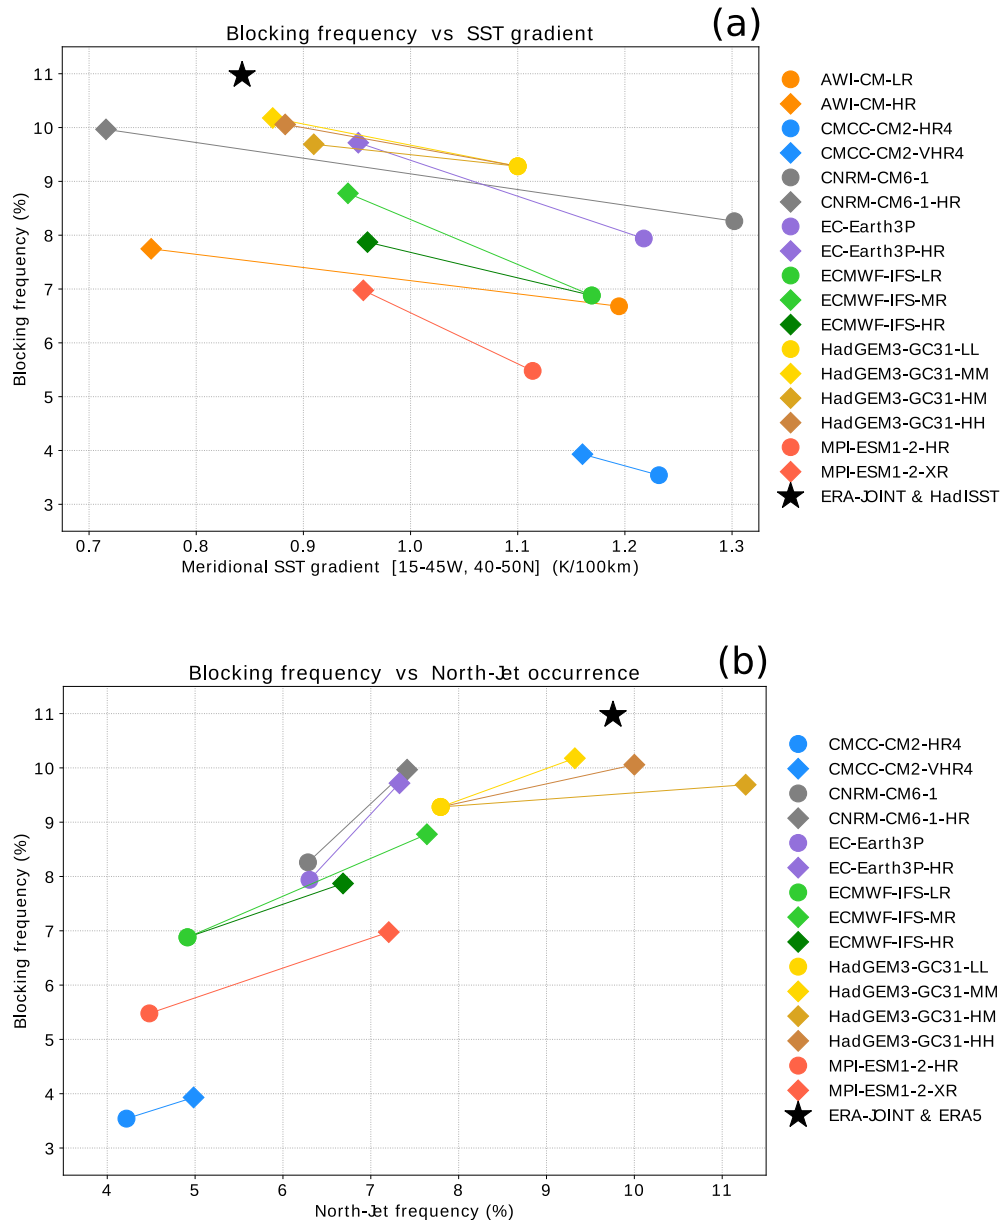 (a)
Blocking frequency vs SST gradient
Blocking frequency (%)
11
10
9
8
7
6
5
4
3
0.7 0.8 0.9 1.0 1.1 1.2 1.3
Meridional SST gradient [15-45W, 40-50N] (K/100km)
AWI-CM-LR
AWI-CM-HR
CMCC-CM2-HR4
CMCC-CM2-VHR4
CNRM-CM6-1
CNRM-CM6-1-HR
EC-Earth3P
EC-Earth3P-HR
ECMWF-IFS-LR
ECMWF-IFS-MR
ECMWF-IFS-HR
HadGEM3-GC31-LL
HadGEM3-GC31-MM
HadGEM3-GC31-HM
HadGEM3-GC31-HH
MPI-ESM1-2-HR
MPI-ESM1-2-XR
ERA-JOINT & HadISST
(b)
Blocking frequency vs North-Jet occurrence
Blocking frequency (%)
11
10
9
8
7
6
5
4
3
4 5 6 7 8 9 10 11
North-Jet frequency (%)
CMCC-CM2-HR4
CMCC-CM2-VHR4
CNRM-CM6-1
CNRM-CM6-1-HR
EC-Earth3P
EC-Earth3P-HR
ECMWF-IFS-LR
ECMWF-IFS-MR
ECMWF-IFS-HR
HadGEM3-GC31-LL
HadGEM3-GC31-MM
HadGEM3-GC31-HM
HadGEM3-GC31-HH
MPI-ESM1-2-HR
MPI-ESM1-2-XR
ERA-JOINT & ERA5